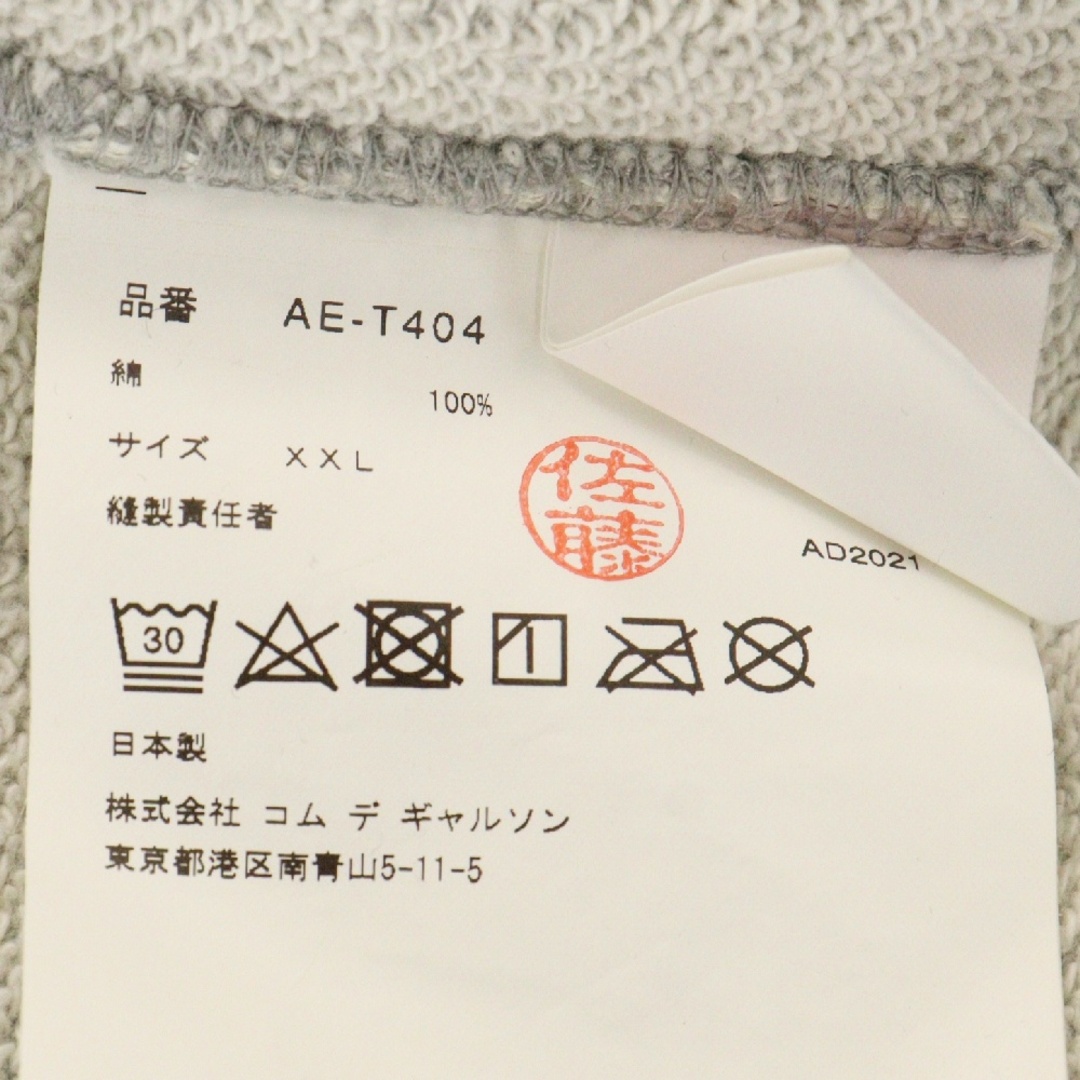 品番 AE-T404
綿 100%
サイズ XXL
縫製責任者 佐藤
AD2021
30
日本製
株式会社 コム デ ギャルソン
東京都港区南青山5-11-5